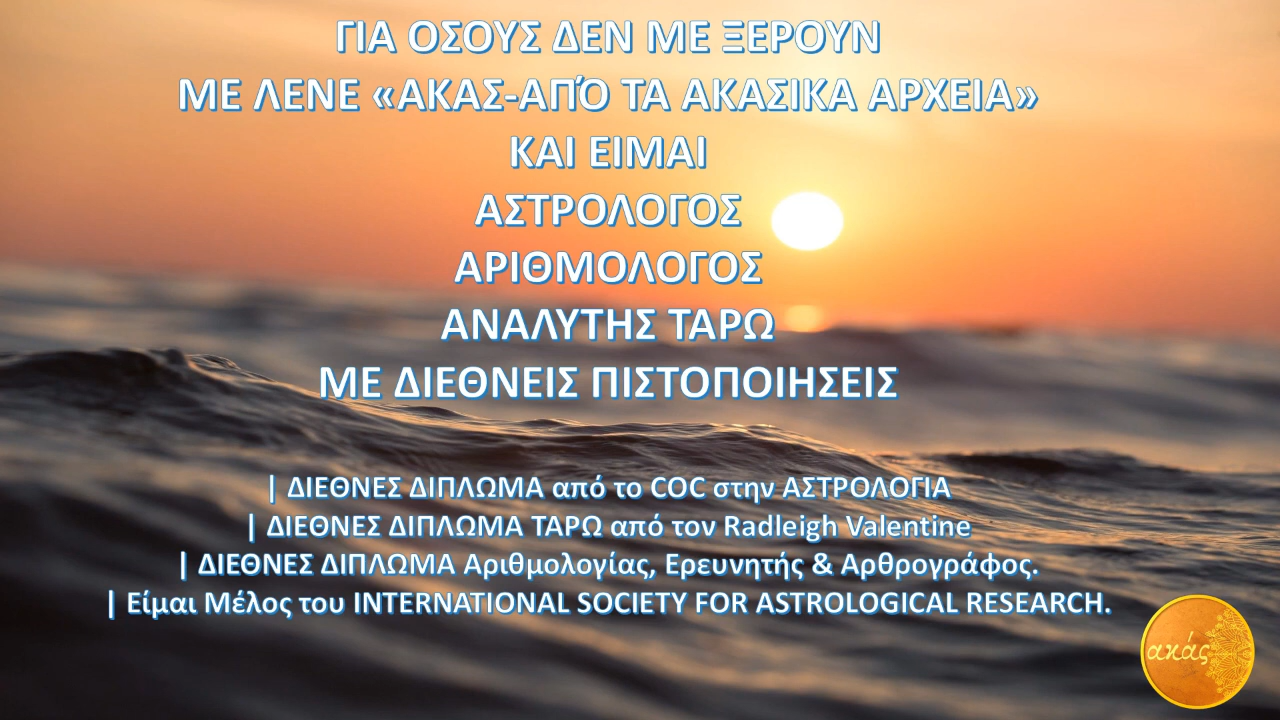 ΓΙΑ ΟΣΟΥΣ ΔΕΝ ΜΕ ΞΕΡΟΥΝ
ΜΕ ΛΕΝΕ «ΑΚΑΣ-ΑΠΌ ΤΑ ΑΚΑΣΙΚΑ ΑΡΧΕΙΑ»
ΚΑΙ ΕΙΜΑΙ
ΑΣΤΡΟΛΟΓΟΣ
ΑΡΙΘΜΟΛΟΓΟΣ
ΑΝΑΛΥΤΗΣ ΤΑΡΩ
ΜΕ ΔΙΕΘΝΕΙΣ ΠΙΣΤΟΠΟΙΗΣΕΙΣ
| ΔΙΕΘΝΕΣ ΔΙΠΛΩΜΑ από το COC στην ΑΣΤΡΟΛΟΓΙΑ
| ΔΙΕΘΝΕΣ ΔΙΠΛΩΜΑ ΤΑΡΩ από τον Radleigh Valentine
| ΔΙΕΘΝΕΣ ΔΙΠΛΩΜΑ Αριθμολογίας, Ερευνητής & Αρθρογράφος.
| Είμαι Μέλος του INTERNATIONAL SOCIETY FOR ASTROLOGICAL RESEARCH.
ακάς